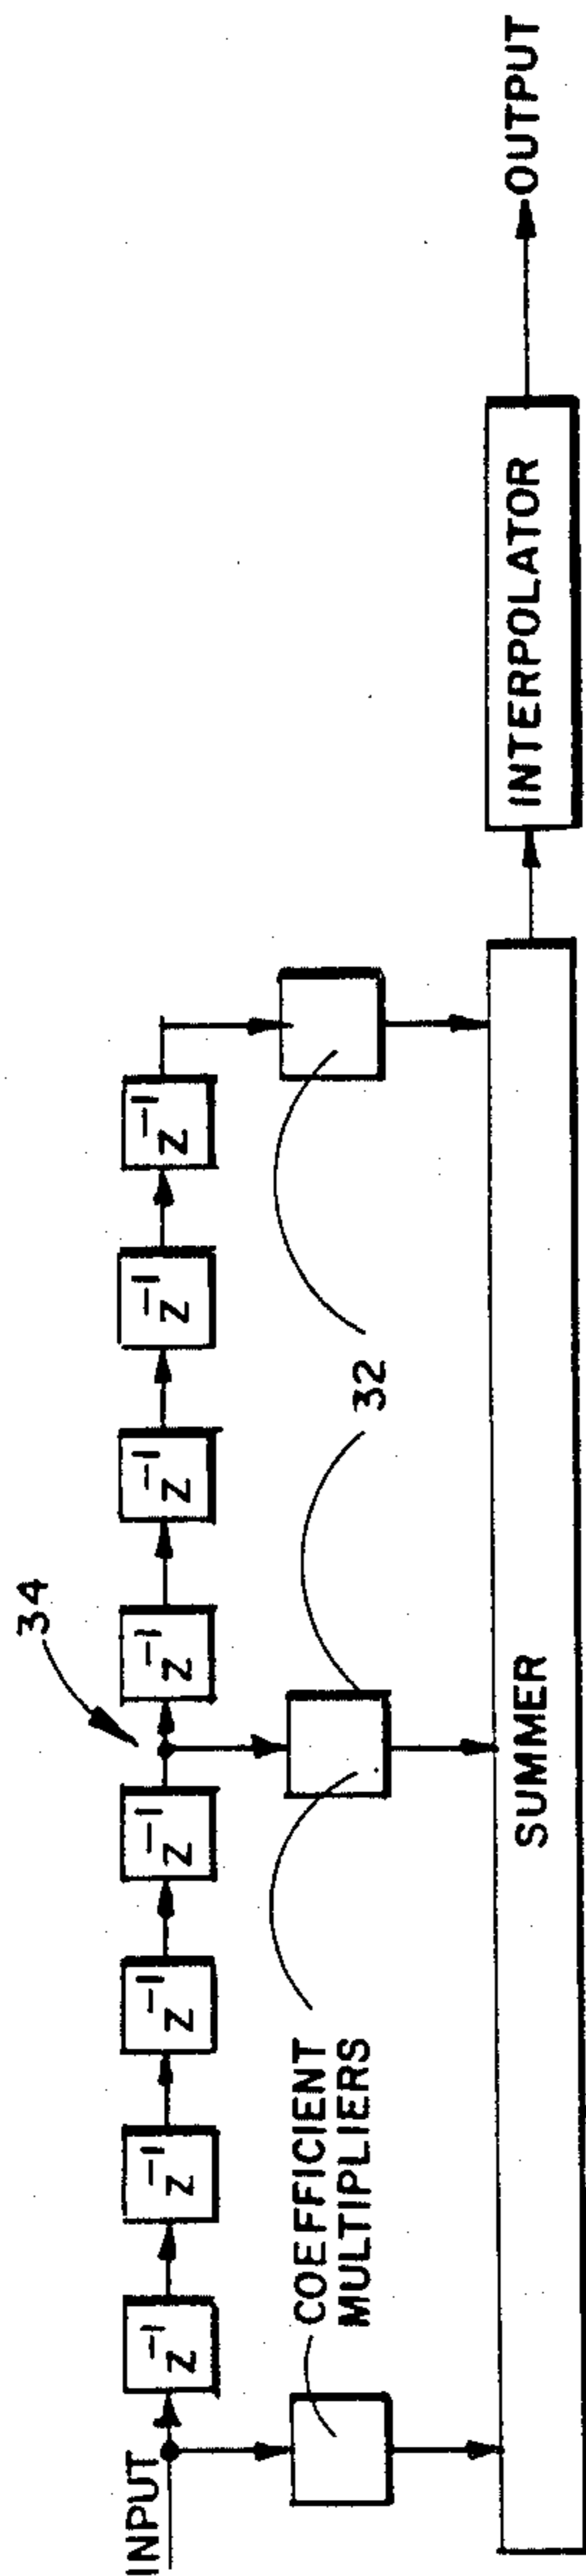 INPUT
z⁻¹
z⁻¹
z⁻¹
z⁻¹
34
z⁻¹
z⁻¹
z⁻¹
z⁻¹
COEFFICIENT
MULTIPLIERS
32
SUMMER
INTERPOLATOR
OUTPUT